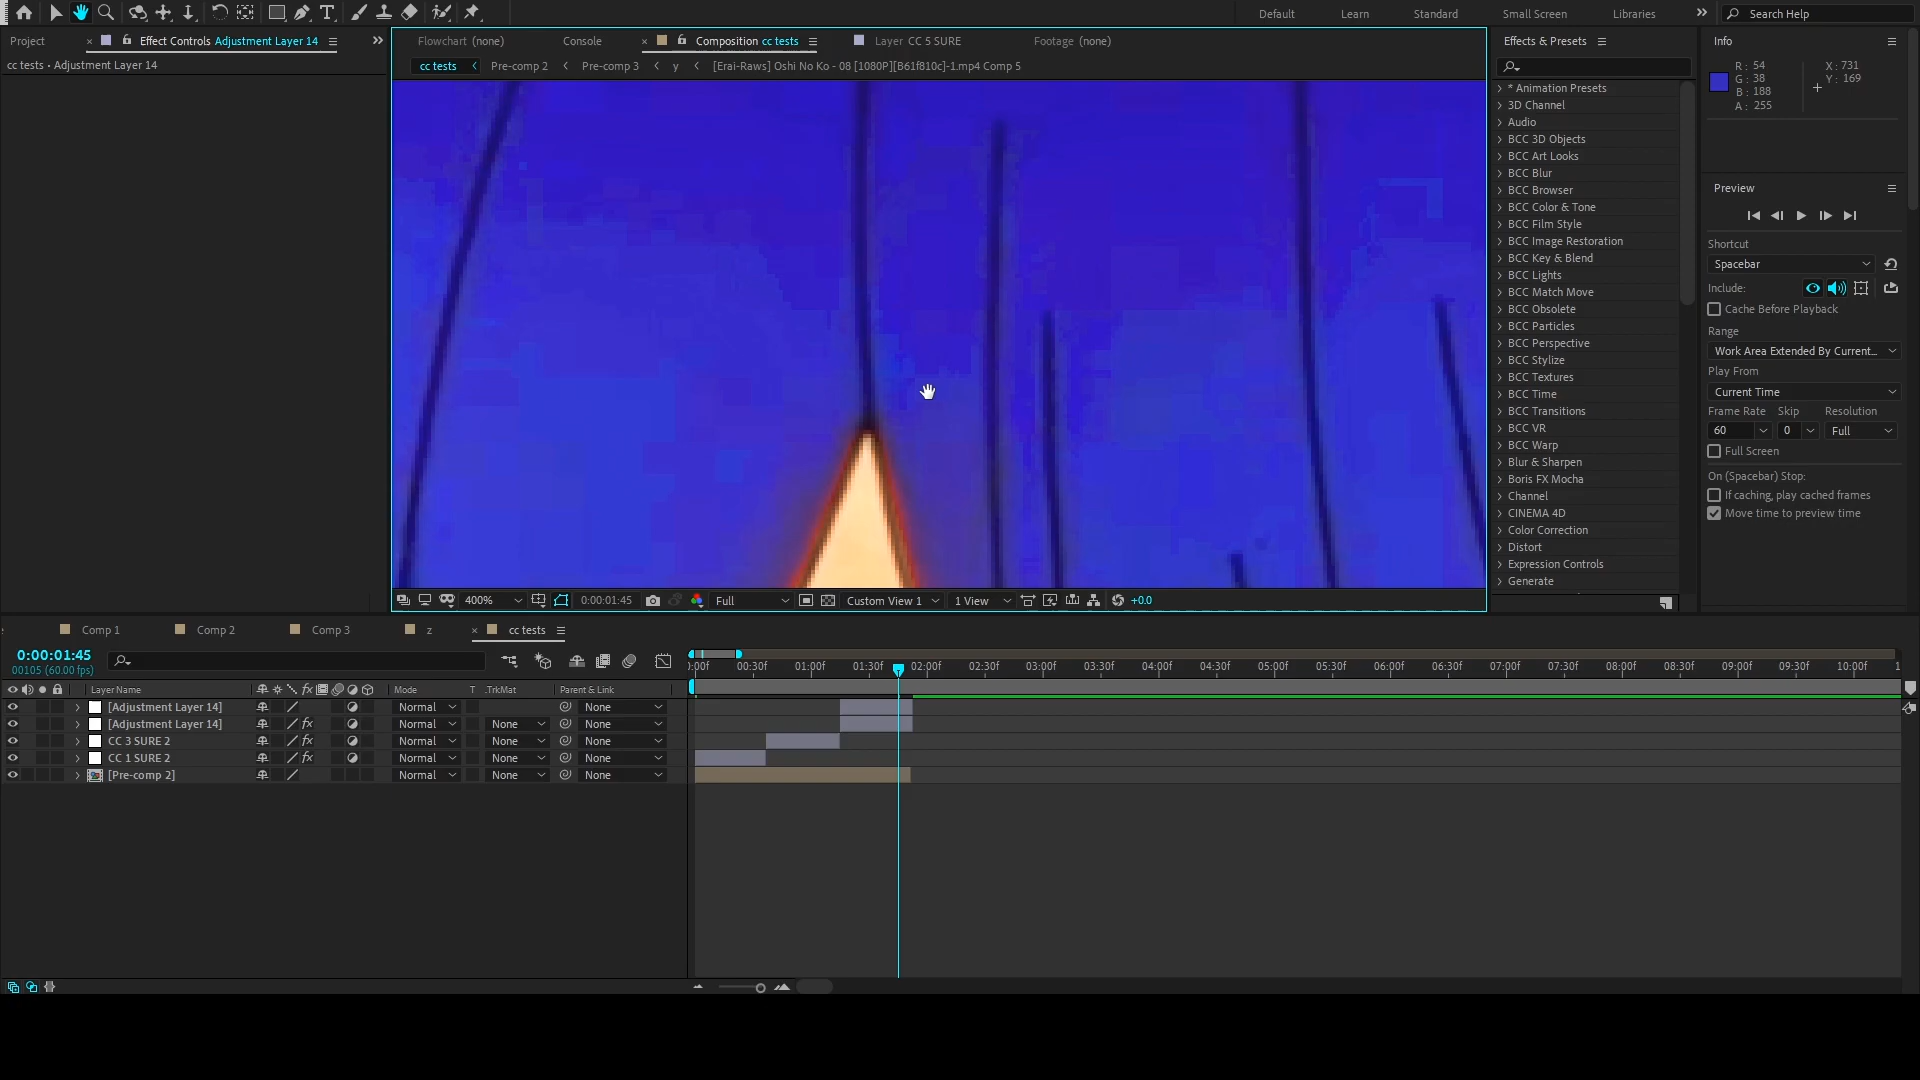 Default Learn Standard Small Screen Libraries Search Help
Project Effect Controls Adjustment Layer 14
cc tests • Adjustment Layer 14
Flowchart (none) Console Composition cc tests Layer CC 5 SURE Footage (none)
cc tests Pre-comp 2 Pre-comp 3 y [Erai-Raws] Oshi No Ko - 08 [1080P][B61f810c]-1.mp4 Comp 5
400% 0:00:01:45 Full Custom View 1 1 View +0.0
Effects & Presets
* Animation Presets
3D Channel
Audio
BCC 3D Objects
BCC Art Looks
BCC Blur
BCC Browser
BCC Color & Tone
BCC Film Style
BCC Image Restoration
BCC Key & Blend
BCC Lights
BCC Match Move
BCC Obsolete
BCC Particles
BCC Perspective
BCC Stylize
BCC Textures
BCC Time
BCC Transitions
BCC VR
BCC Warp
Blur & Sharpen
Boris FX Mocha
Channel
CINEMA 4D
Color Correction
Distort
Expression Controls
Generate
Info
R : 54 X : 731
G : 38 Y : 169
B : 188
A : 255
Preview
Shortcut
Spacebar
Include:
Cache Before Playback
Range
Work Area Extended By Current...
Play From
Current Time
Frame Rate Skip Resolution
60 0 Full
Full Screen
On (Spacebar) Stop:
If caching, play cached frames
Move time to preview time
Comp 1 Comp 2 Comp 3 z cc tests
0:00:01:45
00105 (60.00 fps)
:00f 00:30f 01:00f 01:30f 02:00f 02:30f 03:00f 03:30f 04:00f 04:30f 05:00f 05:30f 06:00f 06:30f 07:00f 07:30f 08:00f 08:30f 09:00f 09:30f 10:00f 1
Layer Name Mode T .TrkMat Parent & Link
[Adjustment Layer 14] Normal None
[Adjustment Layer 14] Normal None None
CC 3 SURE 2 Normal None None
CC 1 SURE 2 Normal None None
[Pre-comp 2] Normal None None